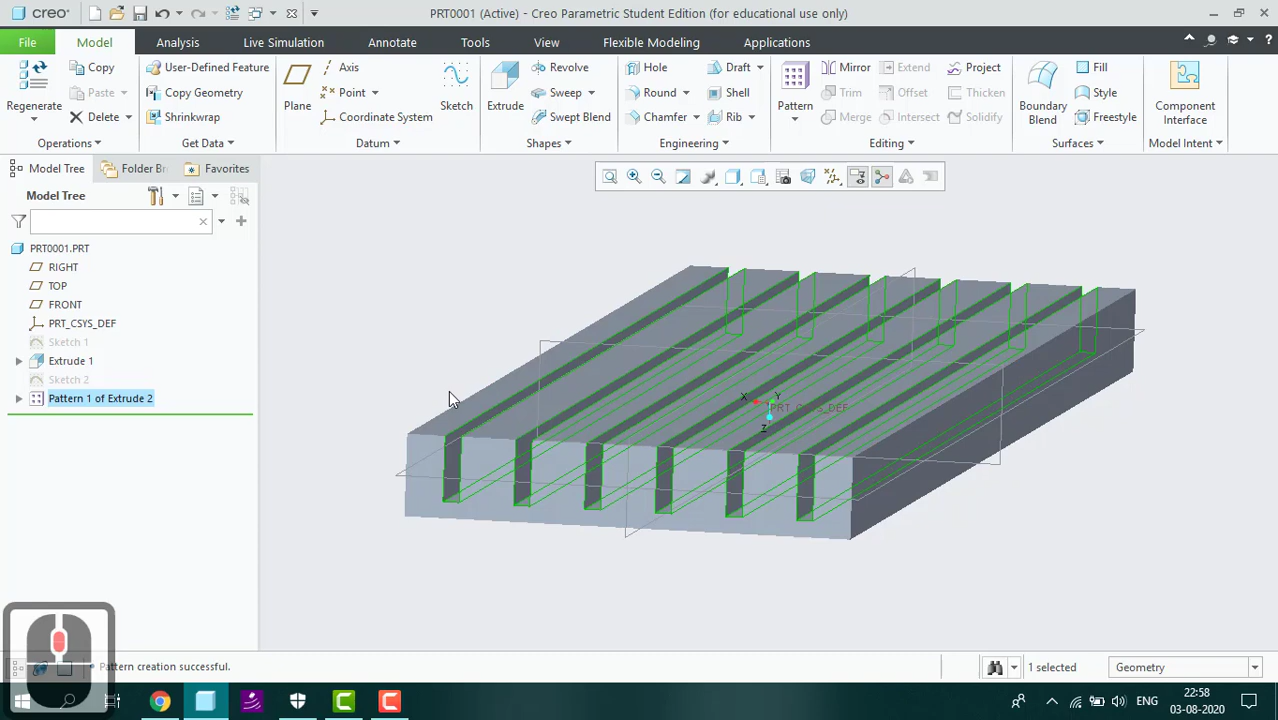 creo
PRT0001 (Active) - Creo Parametric Student Edition (for educational use only)
File
Model
Analysis
Live Simulation
Annotate
Tools
View
Flexible Modeling
Applications
Regenerate
Copy
Paste
Delete
Operations
User-Defined Feature
Copy Geometry
Shrinkwrap
Get Data
Plane
Axis
Point
Coordinate System
Sketch
Datum
Extrude
Revolve
Sweep
Swept Blend
Shapes
Hole
Round
Chamfer
Draft
Shell
Rib
Engineering
Pattern
Mirror
Trim
Merge
Extend
Offset
Intersect
Project
Thicken
Solidify
Editing
Boundary
Blend
Fill
Style
Freestyle
Surfaces
Component
Interface
Model Intent
Model Tree
Folder Br
Favorites
Model Tree
PRT0001.PRT
RIGHT
TOP
FRONT
PRT_CSYS_DEF
Sketch 1
Extrude 1
Sketch 2
Pattern 1 of Extrude 2
X
Y
PRT_CSYS_DEF
Z
Pattern creation successful.
1 selected
Geometry
ENG
22:58
03-08-2020